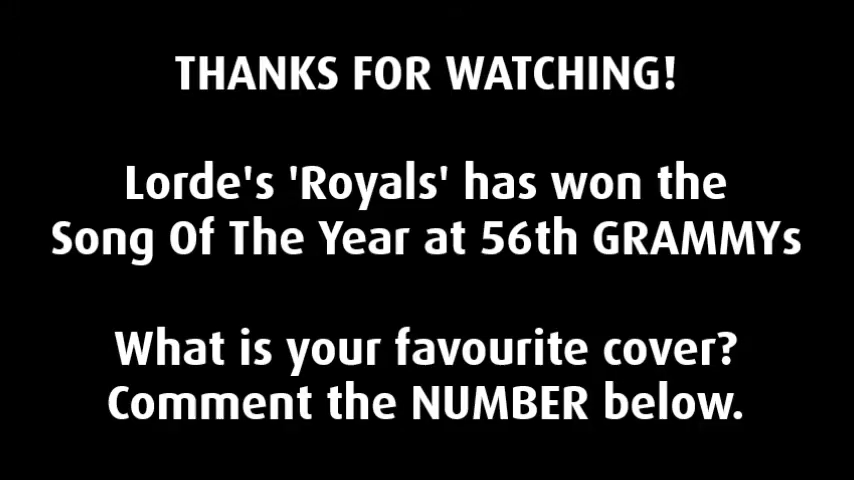 THANKS FOR WATCHING!
Lorde's 'Royals' has won the
Song Of The Year at 56th GRAMMYs
What is your favourite cover?
Comment the NUMBER below.